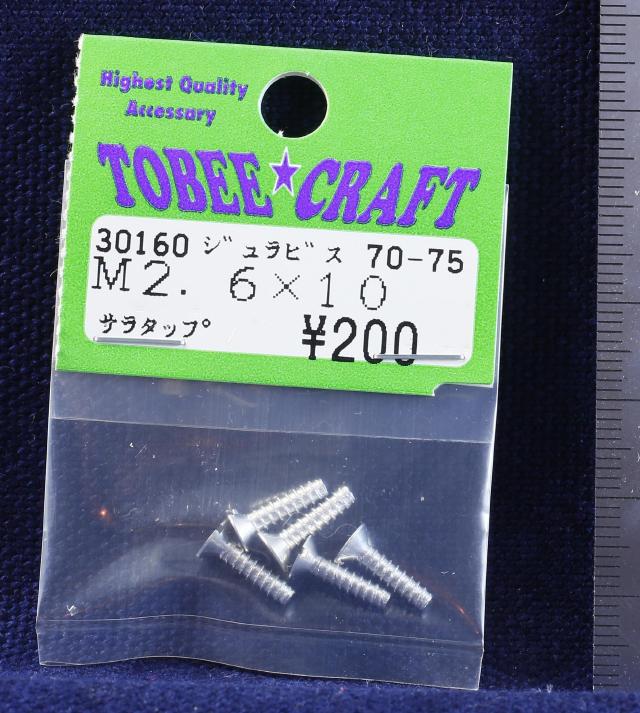 Highest Quality
Accessary
TOBEE★CRAFT
30160 ジュラビス 70-75
M2.6×10
サラタップ
¥200